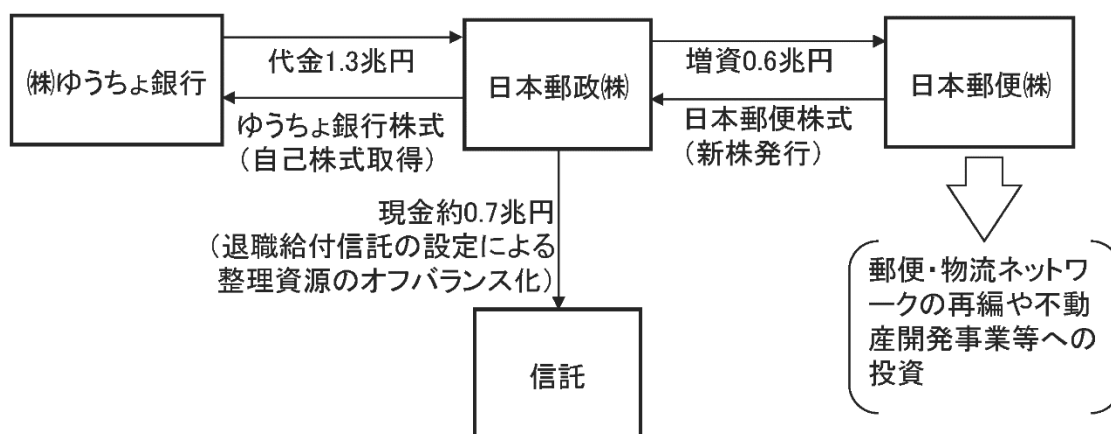 ㈱ゆうちょ銀行
代金1.3兆円
ゆうちょ銀行株式
(自己株式取得)
日本郵政㈱
増資0.6兆円
日本郵便株式
(新株発行)
日本郵便㈱
現金約0.7兆円
(退職給付信託の設定による
整理資源のオフバランス化)
信託
郵便・物流ネットワ
ークの再編や不動
産開発事業等への
投資